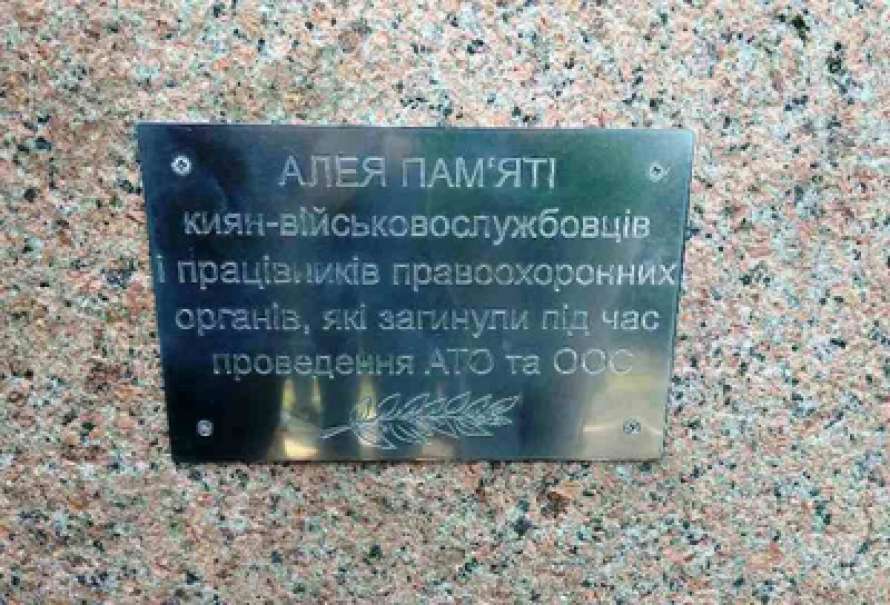 АЛЕЯ ПАМ‘ЯТІ
киян-військовослужбовців
і працівників правоохоронних
органів, які загинули під час
проведення АТО та ООС